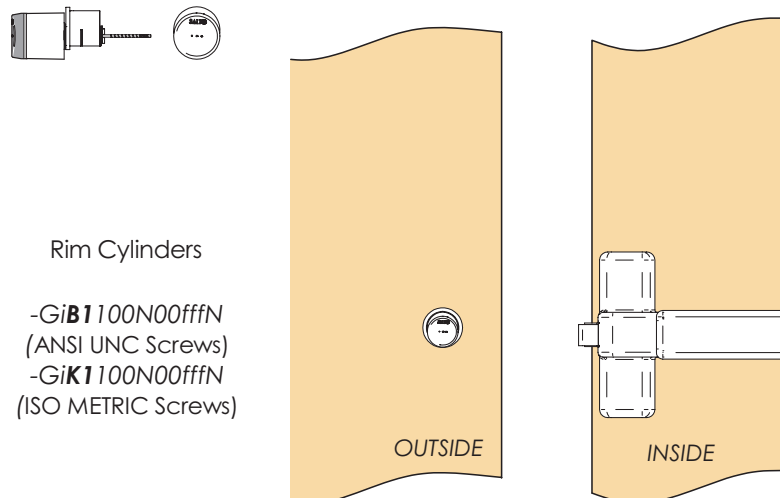 Rim Cylinders
-GiB1100N00fffN
(ANSI UNC Screws)
-GiK1100N00fffN
(ISO METRIC Screws)
OUTSIDE
INSIDE